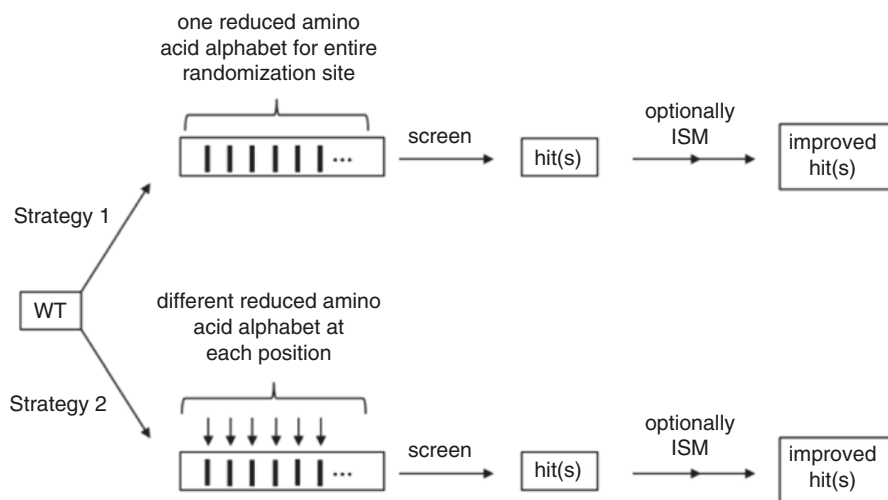 one reduced amino
acid alphabet for entire
randomization site
screen
hit(s)
optionally
ISM
improved
hit(s)
Strategy 1
WT
Strategy 2
different reduced amino
acid alphabet at
each position
screen
hit(s)
optionally
ISM
improved
hit(s)